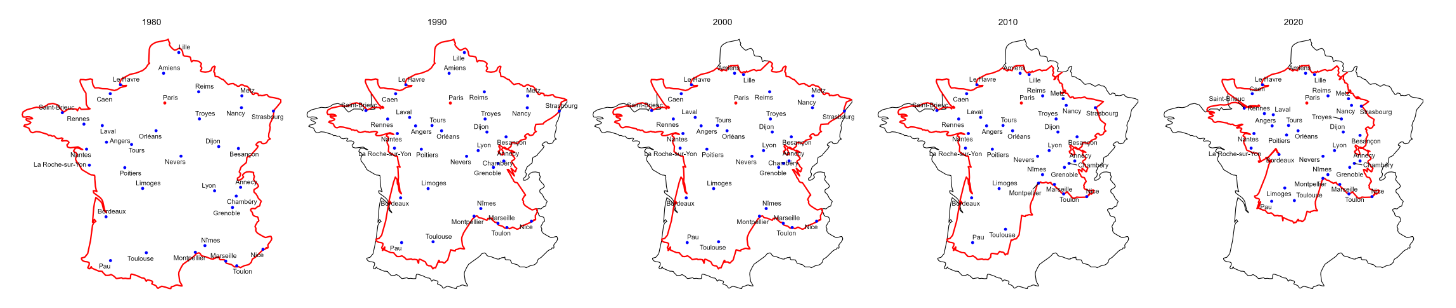 1980
Lille
Amiens
Le Havre
Reims
Metz
Caen
Paris
Saint-Brieuc
Rennes
Troyes
Nancy
Strasbourg
Laval
Orléans
Angers
Tours
Dijon
Besançon
Nantes
La Roche-sur-Yon
Nevers
Poitiers
Limoges
Lyon
Annecy
Chambéry
Grenoble
Bordeaux
Nîmes
Pau
Toulouse
Montpellier
Marseille
Nice
Toulon
1990
Lille
Amiens
Le Havre
Reims
Metz
Caen
Paris
Saint-Brieuc
Strasbourg
Nancy
Laval
Troyes
Rennes
Tours
Angers
Orléans
Dijon
Nantes
Besançon
Lyon
La Roche-sur-Yon
Poitiers
Annecy
Nevers
Chambéry
Grenoble
Limoges
Bordeaux
Nîmes
Montpellier
Marseille
Nice
Toulon
Pau
Toulouse
2000
Amiens
Lille
Le Havre
Reims
Metz
Caen
Paris
Saint-Brieuc
Nancy
Strasbourg
Laval
Troyes
Rennes
Tours
Angers
Orléans
Dijon
Nantes
Besançon
Lyon
La Roche-sur-Yon
Poitiers
Annecy
Nevers
Chambéry
Grenoble
Limoges
Bordeaux
Nîmes
Montpellier
Marseille
Nice
Toulon
Pau
Toulouse
2010
Amiens
Lille
Le Havre
Reims
Metz
Caen
Paris
Saint-Brieuc
Nancy
Strasbourg
Laval
Troyes
Rennes
Tours
Angers
Orléans
Dijon
Nantes
Besançon
Lyon
La Roche-sur-Yon
Poitiers
Annecy
Nevers
Chambéry
Nîmes
Grenoble
Limoges
Montpellier
Marseille
Nice
Toulon
Bordeaux
Pau
Toulouse
2020
Amiens
Lille
Le Havre
Caen
Reims
Metz
Saint-Brieuc
Paris
Rennes
Laval
Nancy
Strasbourg
Troyes
Angers
Tours
Orléans
Dijon
Nantes
Besançon
La Roche-sur-Yon
Bordeaux
Poitiers
Lyon
Annecy
Nevers
Chambéry
Nîmes
Grenoble
Montpellier
Marseille
Nice
Limoges
Toulouse
Toulon
Pau